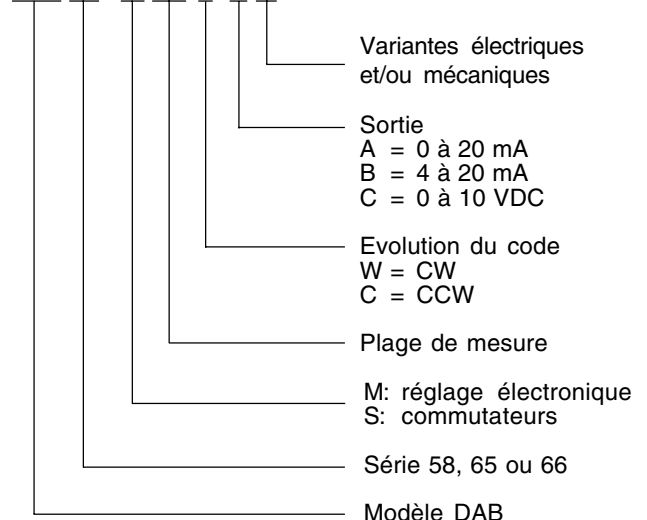 Variantes électriques
et/ou mécaniques
Sortie
A = 0 à 20 mA
B = 4 à 20 mA
C = 0 à 10 VDC
Evolution du code
W = CW
C = CCW
Plage de mesure
M: réglage électronique
S: commutateurs
Série 58, 65 ou 66
Modèle DAB